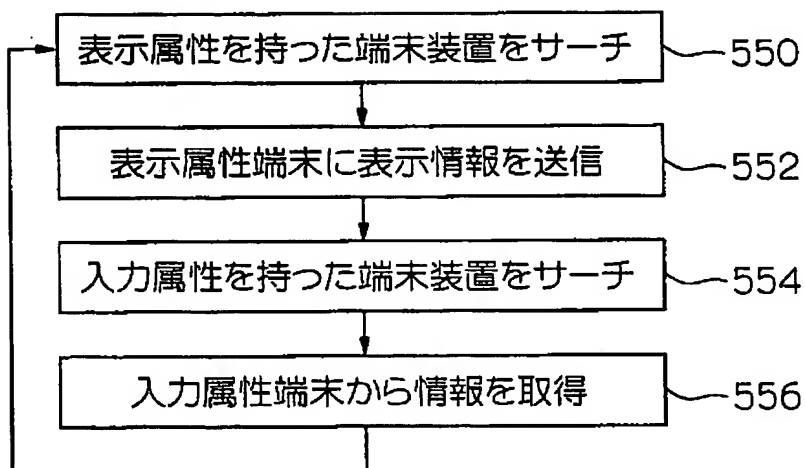 表示属性を持った端末装置をサーチ 550
表示属性端末に表示情報を送信 552
入力属性を持った端末装置をサーチ 554
入力属性端末から情報を取得 556